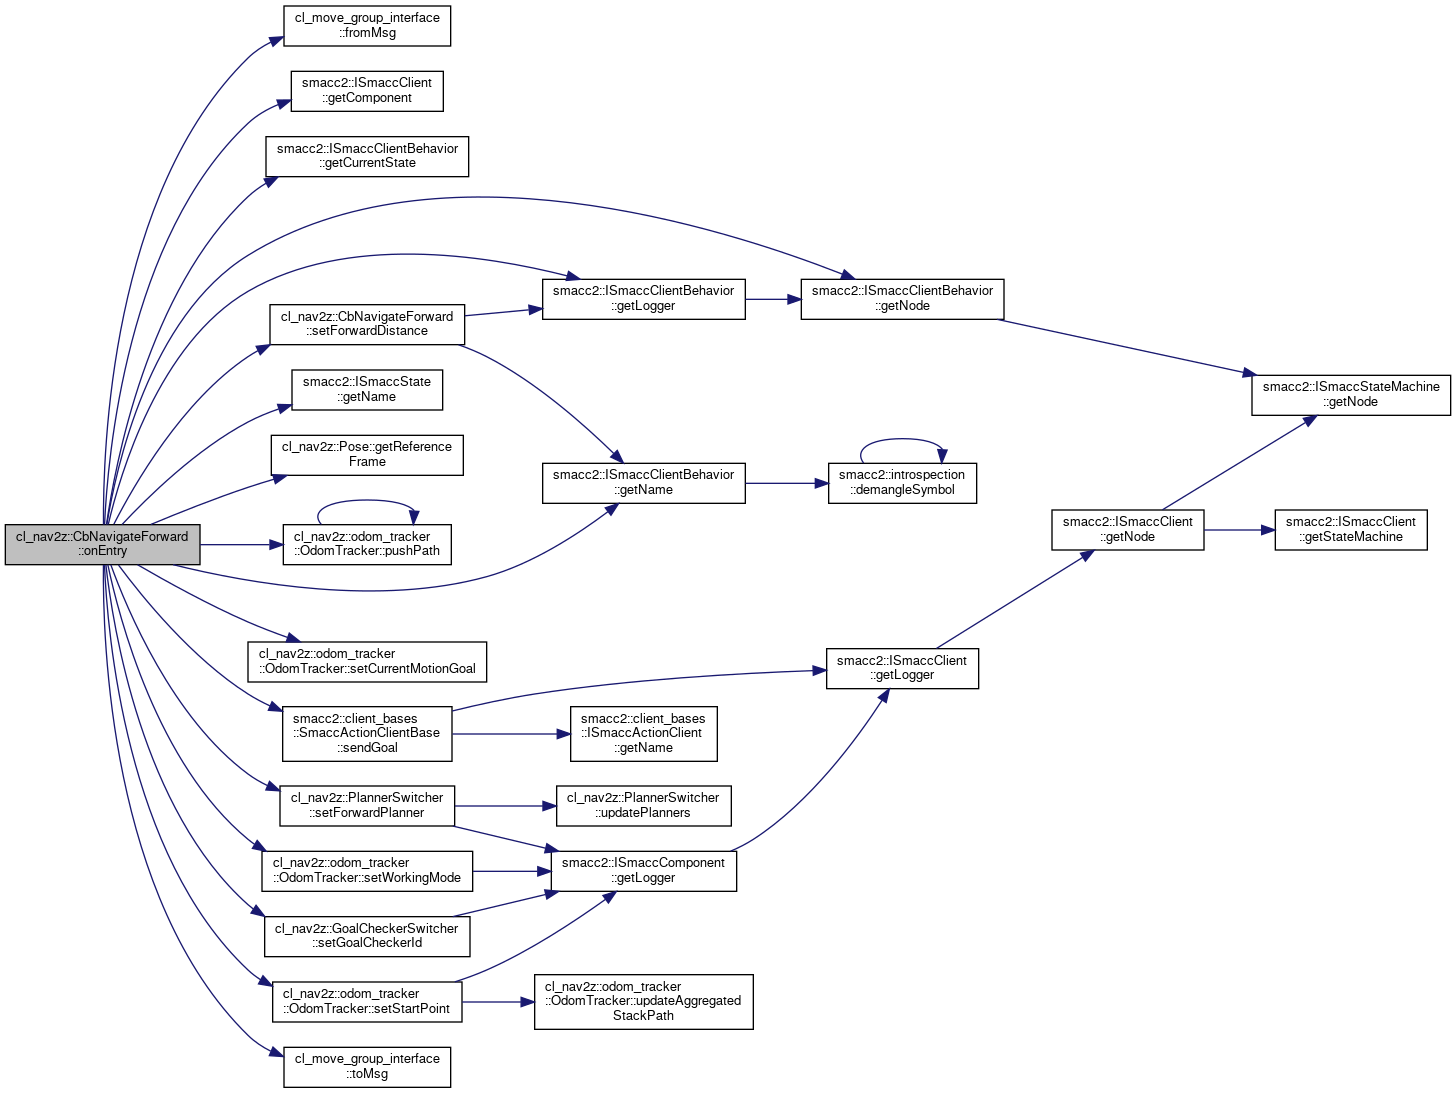 cl_move_group_interface
::fromMsg
smacc2::ISmaccClient
::getComponent
smacc2::ISmaccClientBehavior
::getCurrentState
smacc2::ISmaccClientBehavior
::getLogger
smacc2::ISmaccClientBehavior
::getNode
cl_nav2z::CbNavigateForward
::setForwardDistance
smacc2::ISmaccState
::getName
smacc2::ISmaccStateMachine
::getNode
cl_nav2z::Pose::getReference
Frame
smacc2::ISmaccClientBehavior
::getName
smacc2::introspection
::demangleSymbol
cl_nav2z::CbNavigateForward
::onEntry
cl_nav2z::odom_tracker
::OdomTracker::pushPath
smacc2::ISmaccClient
::getNode
smacc2::ISmaccClient
::getStateMachine
cl_nav2z::odom_tracker
::OdomTracker::setCurrentMotionGoal
smacc2::ISmaccClient
::getLogger
smacc2::client_bases
::SmaccActionClientBase
::sendGoal
smacc2::client_bases
::ISmaccActionClient
::getName
cl_nav2z::PlannerSwitcher
::setForwardPlanner
cl_nav2z::PlannerSwitcher
::updatePlanners
cl_nav2z::odom_tracker
::OdomTracker::setWorkingMode
smacc2::ISmaccComponent
::getLogger
cl_nav2z::GoalCheckerSwitcher
::setGoalCheckerId
cl_nav2z::odom_tracker
::OdomTracker::setStartPoint
cl_nav2z::odom_tracker
::OdomTracker::updateAggregated
StackPath
cl_move_group_interface
::toMsg